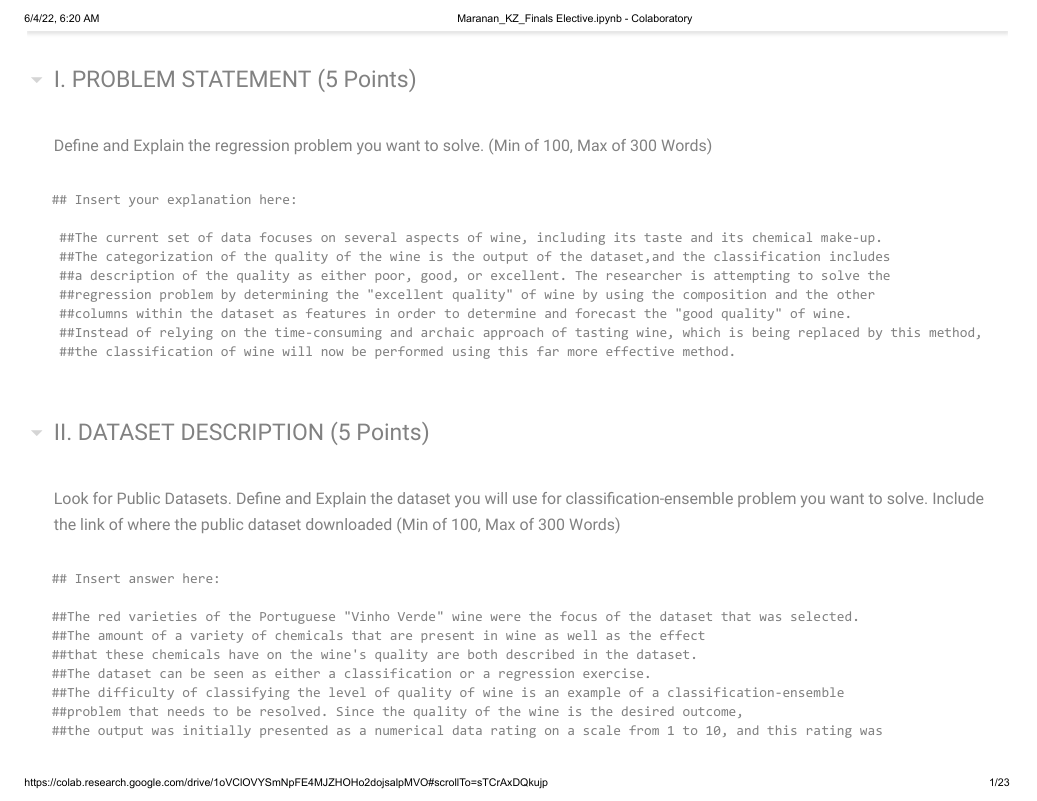 6/4/22, 6:20 AM
Maranan_KZ_Finals Elective.ipynb - Colaboratory
I. PROBLEM STATEMENT (5 Points)
Define and Explain the regression problem you want to solve. (Min of 100, Max of 300 Words)
## Insert your explanation here:
##The current set of data focuses on several aspects of wine, including its taste and its chemical make-up.
##The categorization of the quality of the wine is the output of the dataset,and the classification includes
##a description of the quality as either poor, good, or excellent. The researcher is attempting to solve the
##regression problem by determining the "excellent quality" of wine by using the composition and the other
##columns within the dataset as features in order to determine and forecast the "good quality" of wine.
##Instead of relying on the time-consuming and archaic approach of tasting wine, which is being replaced by this method,
##the classification of wine will now be performed using this far more effective method.
II. DATASET DESCRIPTION (5 Points)
Look for Public Datasets. Define and Explain the dataset you will use for classification-ensemble problem you want to solve. Include
the link of where the public dataset downloaded (Min of 100, Max of 300 Words)
## Insert answer here:
##The red varieties of the Portuguese "Vinho Verde" wine were the focus of the dataset that was selected.
##The amount of a variety of chemicals that are present in wine as well as the effect
##that these chemicals have on the wine's quality are both described in the dataset.
##The dataset can be seen as either a classification or a regression exercise.
##The difficulty of classifying the level of quality of wine is an example of a classification-ensemble
##problem that needs to be resolved. Since the quality of the wine is the desired outcome,
##the output was initially presented as a numerical data rating on a scale from 1 to 10, and this rating was
https://colab.research.google.com/drive/1oVClOVYSmNpFE4MJZHOHo2dojsalpMVO#scrollTo=sTCrAxDQkujp
1/23